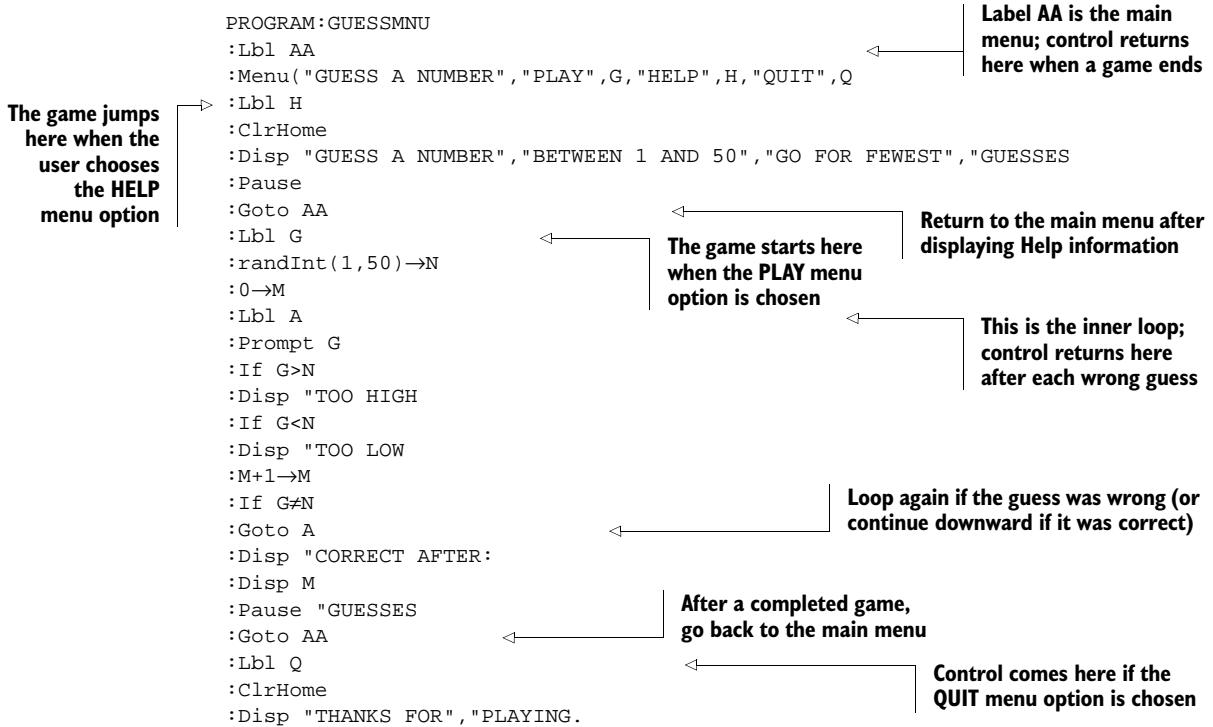 PROGRAM:GUESSMNU
:Lbl AA
Label AA is the main
menu; control returns
here when a game ends
:Menu("GUESS A NUMBER","PLAY",G,"HELP",H,"QUIT",Q
:Lbl H
The game jumps
here when the
user chooses
the HELP
menu option
:ClrHome
:Disp "GUESS A NUMBER","BETWEEN 1 AND 50","GO FOR FEWEST","GUESSES
:Pause
:Goto AA
Return to the main menu after
displaying Help information
:Lbl G
The game starts here
when the PLAY menu
option is chosen
:randInt(1,50)→N
:0→M
:Lbl A
This is the inner loop;
control returns here
after each wrong guess
:Prompt G
:If G>N
:Disp "TOO HIGH
:If G<N
:Disp "TOO LOW
:M+1→M
:If G≠N
:Goto A
Loop again if the guess was wrong (or
continue downward if it was correct)
:Disp "CORRECT AFTER:
:Disp M
:Pause "GUESSES
:Goto AA
After a completed game,
go back to the main menu
:Lbl Q
Control comes here if the
QUIT menu option is chosen
:ClrHome
:Disp "THANKS FOR","PLAYING.